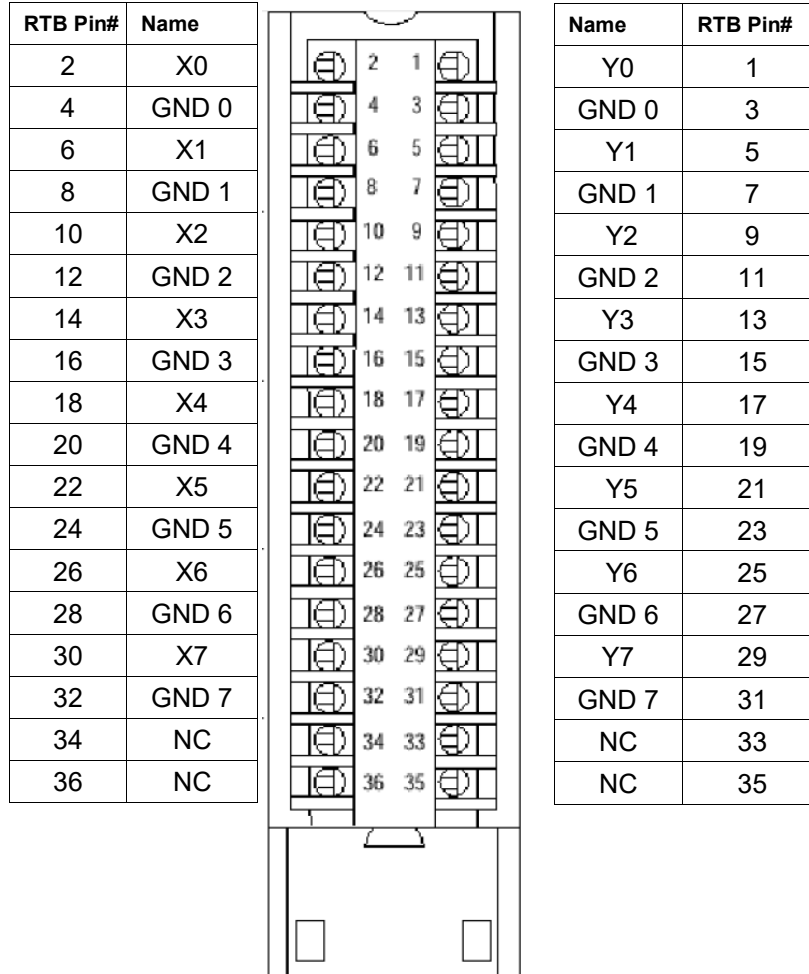 RTB Pin# Name Name RTB Pin#
2 X0 2 1 Y0 1
4 GND 0 4 3 GND 0 3
6 X1 6 5 Y1 5
8 GND 1 8 7 GND 1 7
10 X2 10 9 Y2 9
12 GND 2 12 11 GND 2 11
14 X3 14 13 Y3 13
16 GND 3 16 15 GND 3 15
18 X4 18 17 Y4 17
20 GND 4 20 19 GND 4 19
22 X5 22 21 Y5 21
24 GND 5 24 23 GND 5 23
26 X6 26 25 Y6 25
28 GND 6 28 27 GND 6 27
30 X7 30 29 Y7 29
32 GND 7 32 31 GND 7 31
34 NC 34 33 NC 33
36 NC 36 35 NC 35